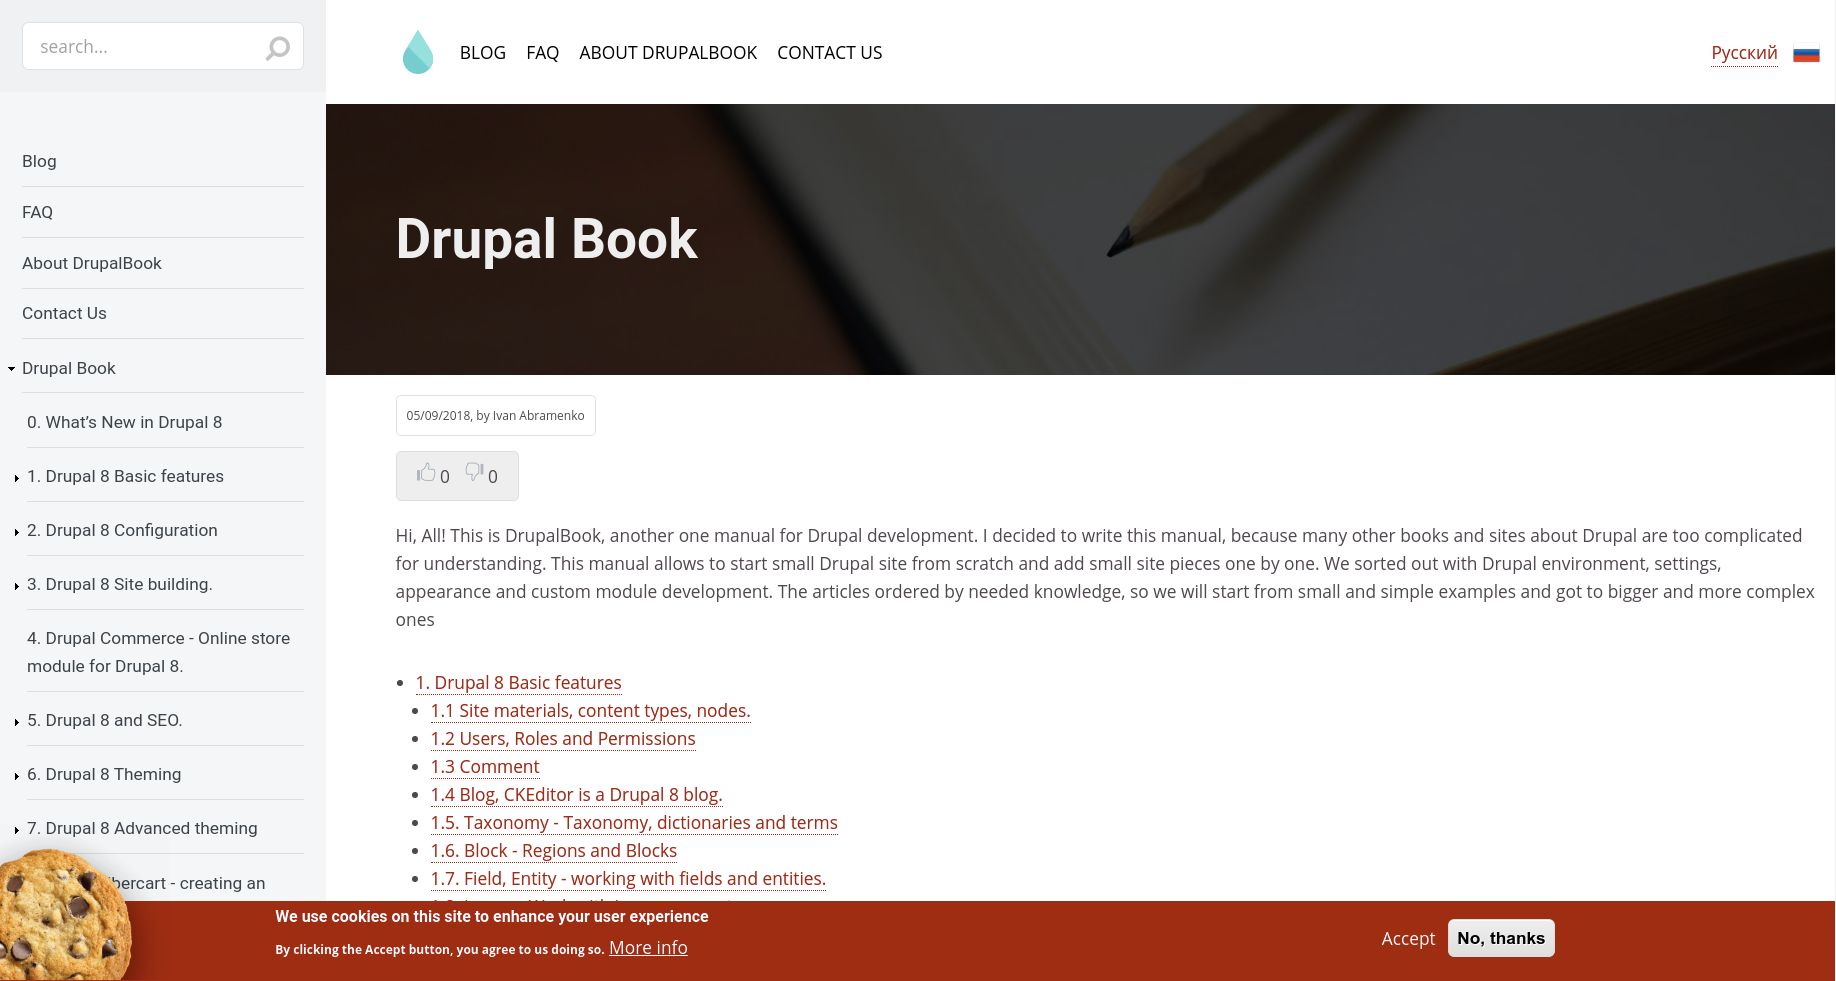 search...
BLOG FAQ ABOUT DRUPALBOOK CONTACT US
Русский
Blog
FAQ
About DrupalBook
Contact Us
Drupal Book
0. What’s New in Drupal 8
1. Drupal 8 Basic features
2. Drupal 8 Configuration
3. Drupal 8 Site building.
4. Drupal Commerce - Online store
module for Drupal 8.
5. Drupal 8 and SEO.
6. Drupal 8 Theming
7. Drupal 8 Advanced theming
- creating an
Drupal Book
05/09/2018, by Ivan Abramenko
0 0
Hi, All! This is DrupalBook, another one manual for Drupal development. I decided to write this manual, because many other books and sites about Drupal are too complicated
for understanding. This manual allows to start small Drupal site from scratch and add small site pieces one by one. We sorted out with Drupal environment, settings,
appearance and custom module development. The articles ordered by needed knowledge, so we will start from small and simple examples and got to bigger and more complex
ones
1. Drupal 8 Basic features
1.1 Site materials, content types, nodes.
1.2 Users, Roles and Permissions
1.3 Comment
1.4 Blog, CKEditor is a Drupal 8 blog.
1.5. Taxonomy - Taxonomy, dictionaries and terms
1.6. Block - Regions and Blocks
1.7. Field, Entity - working with fields and entities.
We use cookies on this site to enhance your user experience
By clicking the Accept button, you agree to us doing so. More info
Accept No, thanks